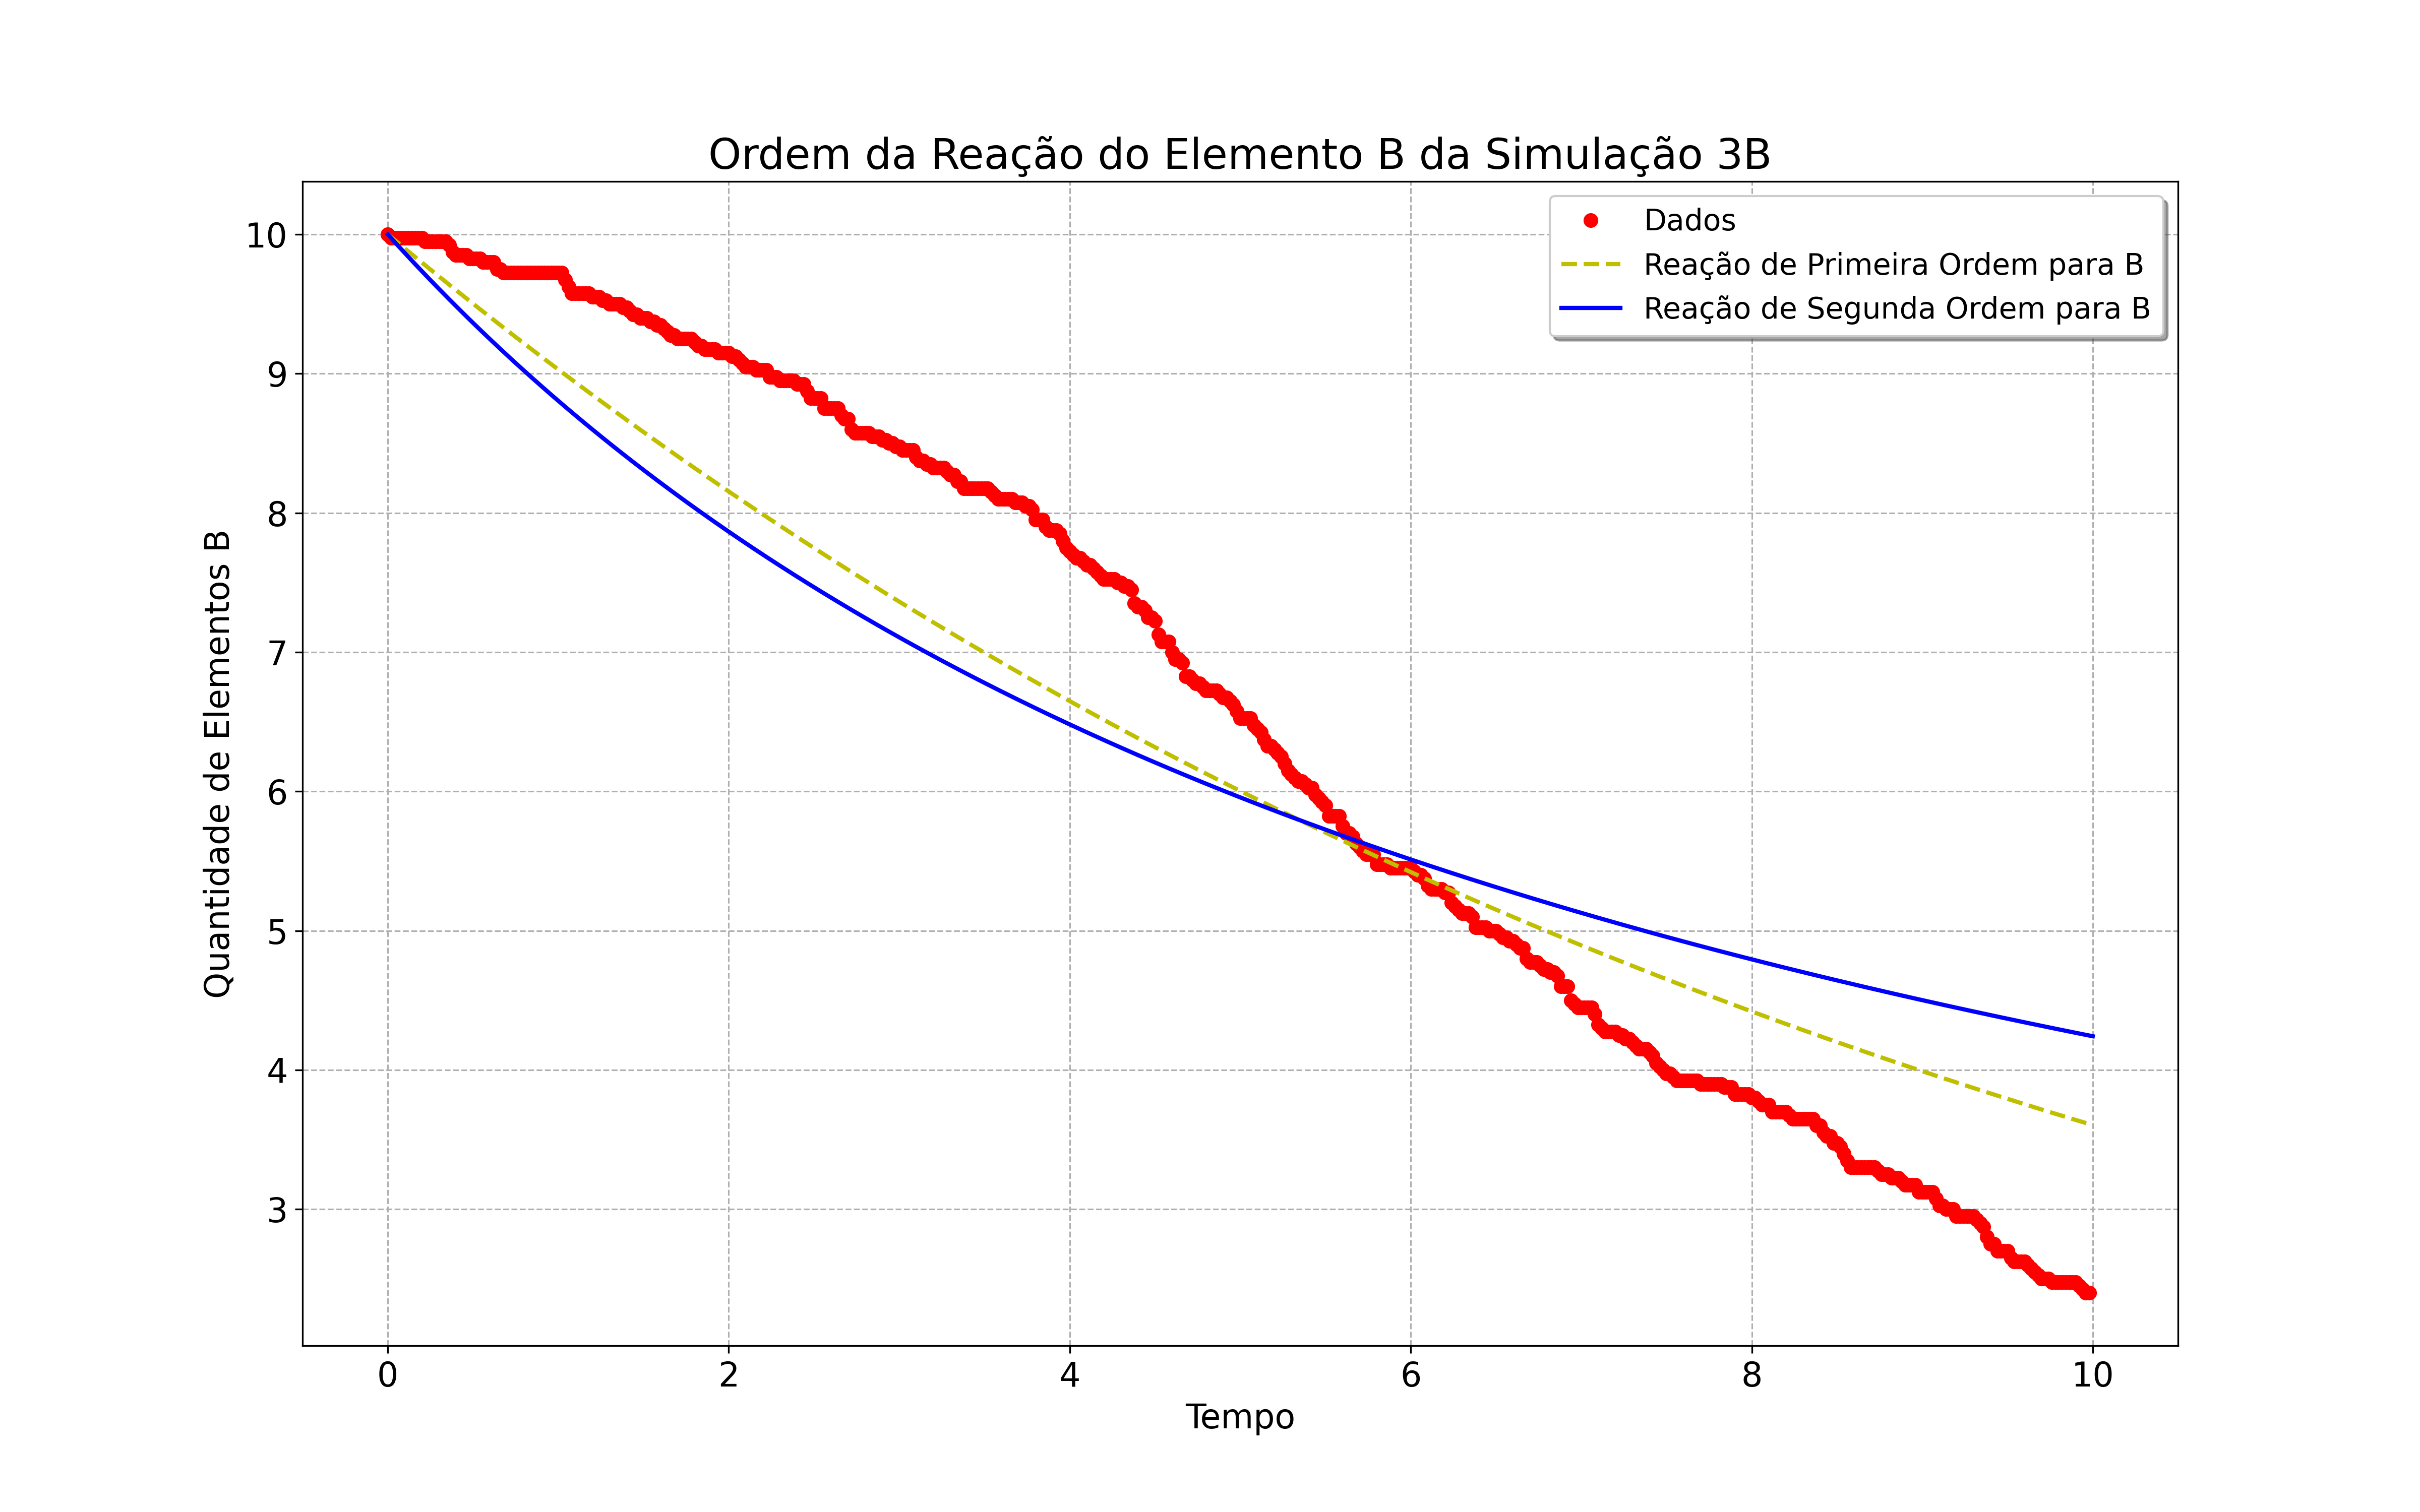 Ordem da Reação do Elemento B da Simulação 3B
Dados
Reação de Primeira Ordem para B
Reação de Segunda Ordem para B
Quantidade de Elementos B
10
9
8
7
6
5
4
3
0 2 4 6 8 10
Tempo